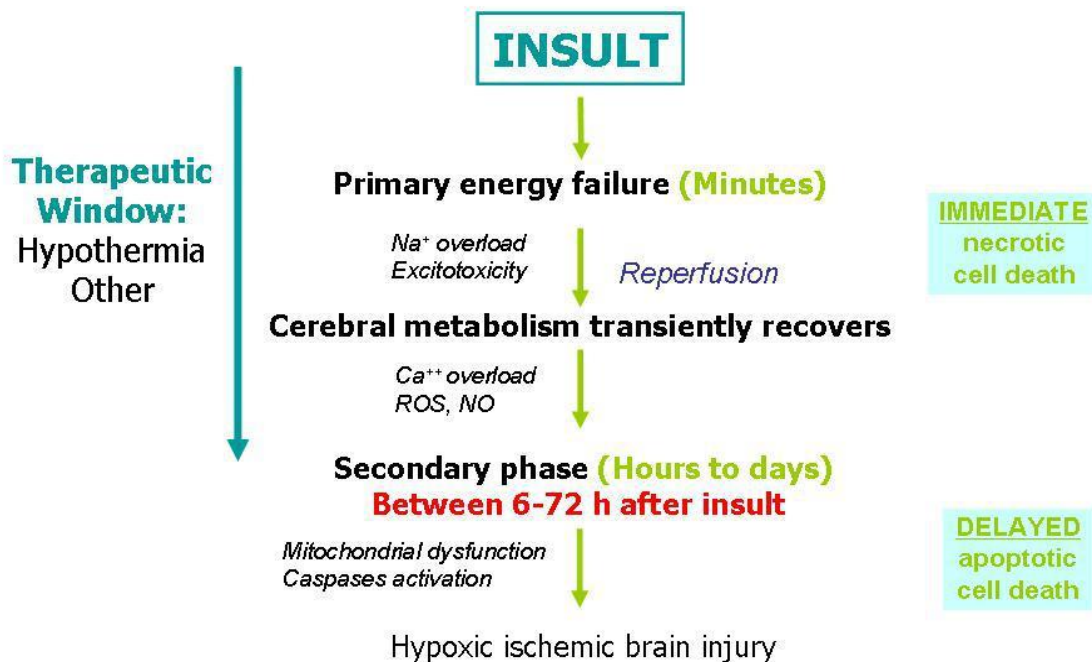 INSULT
Therapeutic
Window:
Hypothermia
Other
Primary energy failure (Minutes)
Na⁺ overload
Excitotoxicity
Reperfusion
IMMEDIATE
necrotic
cell death
Cerebral metabolism transiently recovers
Ca⁺⁺ overload
ROS, NO
Secondary phase (Hours to days)
Between 6-72 h after insult
Mitochondrial dysfunction
Caspases activation
DELAYED
apoptotic
cell death
Hypoxic ischemic brain injury